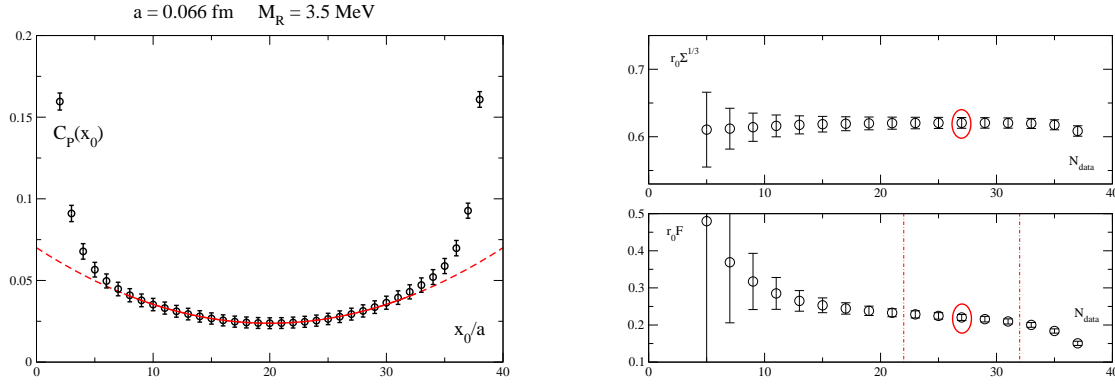 a = 0.066 fm M_R = 3.5 MeV
0.2
0.15
0.1
0.05
0
C_P(x_0)
x_0/a
0 10 20 30 40
0.7
0.6
r_0Σ^{1/3}
N_data
0 10 20 30 40
0.5
0.4
0.3
0.2
0.1
r_0F
N_data
0 10 20 30 40